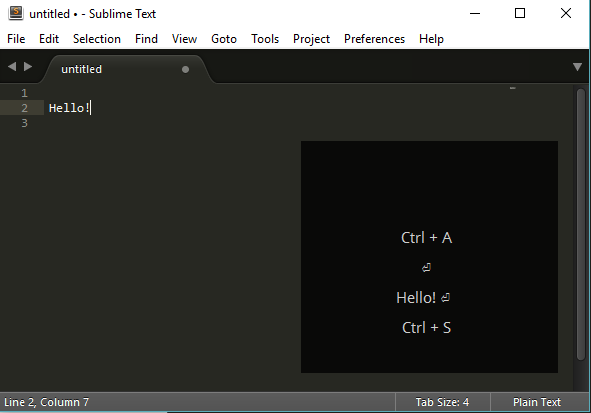 untitled • - Sublime Text
File Edit Selection Find View Goto Tools Project Preferences Help
untitled
1
2 Hello!
3
Ctrl + A
⏎
Hello! ⏎
Ctrl + S
Line 2, Column 7 Tab Size: 4 Plain Text